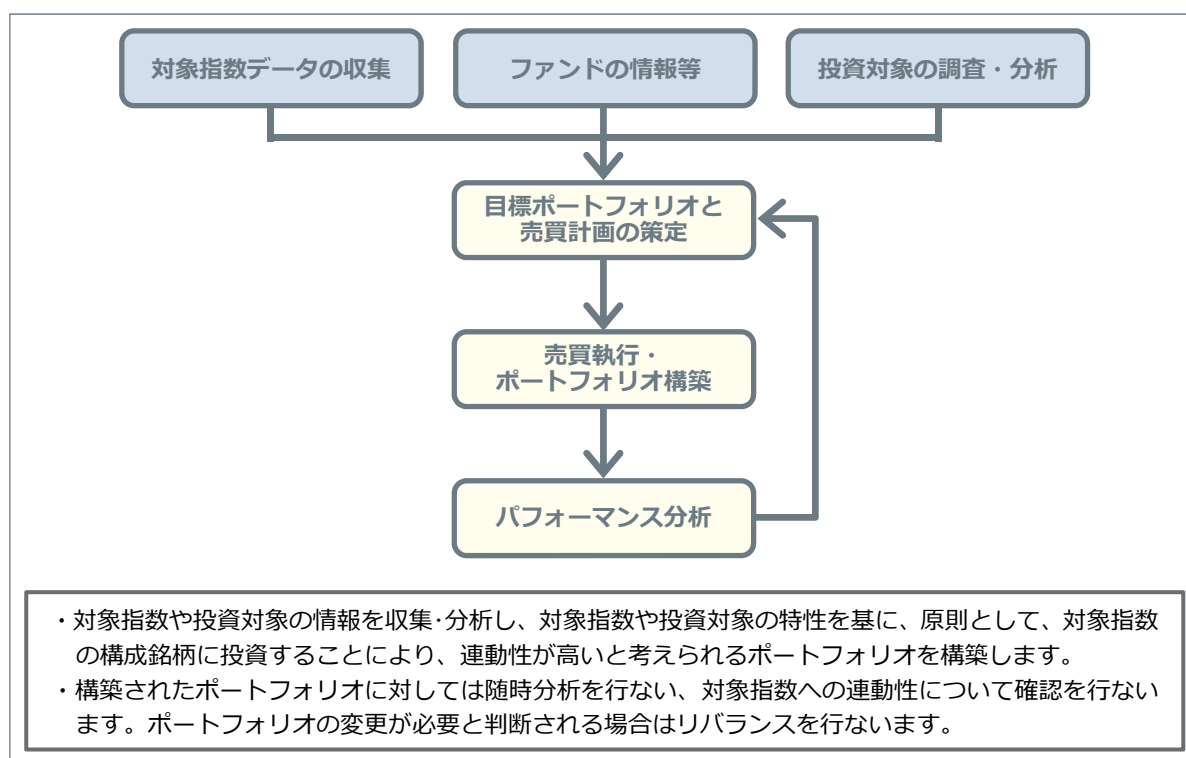 対象指数データの収集
ファンドの情報等
投資対象の調査・分析
目標ポートフォリオと
売買計画の策定
売買執行・
ポートフォリオ構築
パフォーマンス分析
・対象指数や投資対象の情報を収集･分析し、対象指数や投資対象の特性を基に、原則として、対象指数
の構成銘柄に投資することにより、連動性が高いと考えられるポートフォリオを構築します。
・構築されたポートフォリオに対しては随時分析を行ない、対象指数への連動性について確認を行ない
ます。ポートフォリオの変更が必要と判断される場合はリバランスを行ないます。